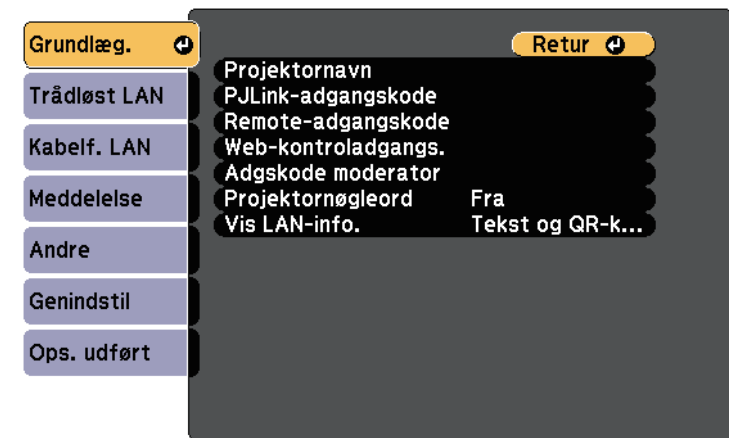 Grundlæg.
Trådløst LAN
Kabelf. LAN
Meddelelse
Andre
Genindstil
Ops. udført
Retur
Projektornavn
PJLink-adgangskode
Remote-adgangskode
Web-kontroladgangs.
Adgskode moderator
Projektornøgleord Fra
Vis LAN-info. Tekst og QR-k...